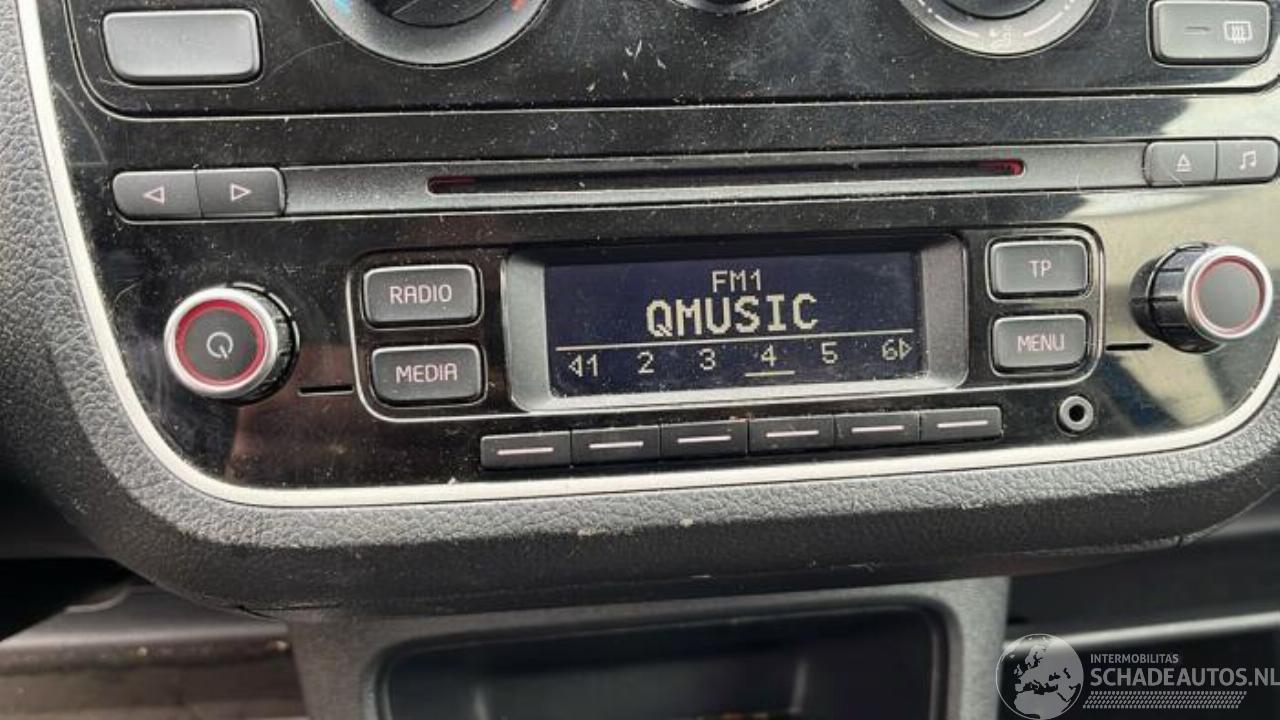 RADIO
MEDIA
FM1
QMUSIC
1 2 3 4 5 6
TP
MENU
INTERMOBILITAS
SCHADEAUTOS.NL